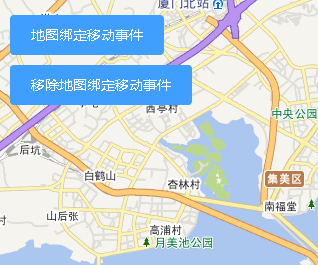 厦门北站
地图绑定移动事件
移除地图绑定移动事件
西亭村
中央公园
后坑
白鹤山
杏林村
集美区
南福堂
山后张
村
高浦村
月美池公园